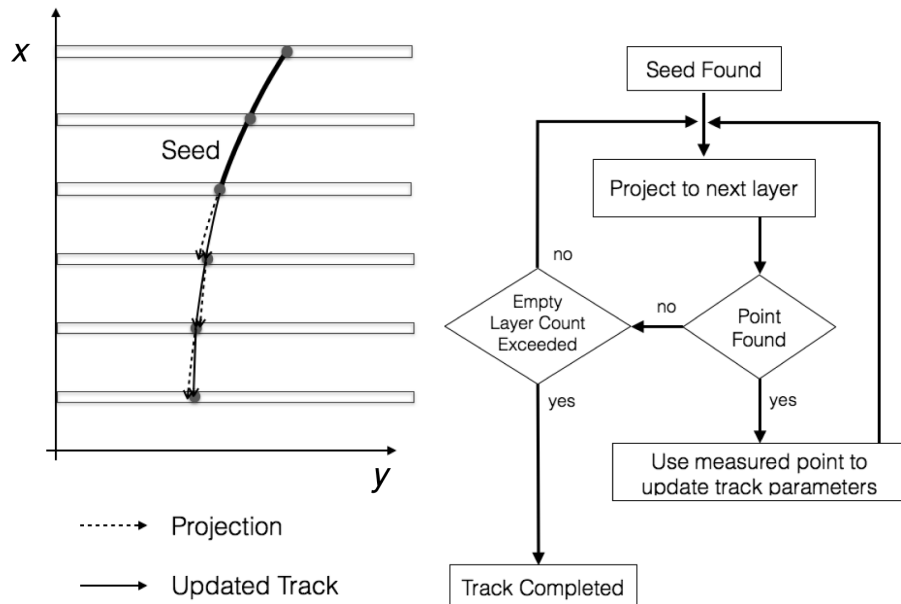 x
Seed
y
Projection
Updated Track
Seed Found
Project to next layer
no
Empty
Layer Count
Exceeded
no
Point
Found
yes
yes
Use measured point to
update track parameters
Track Completed